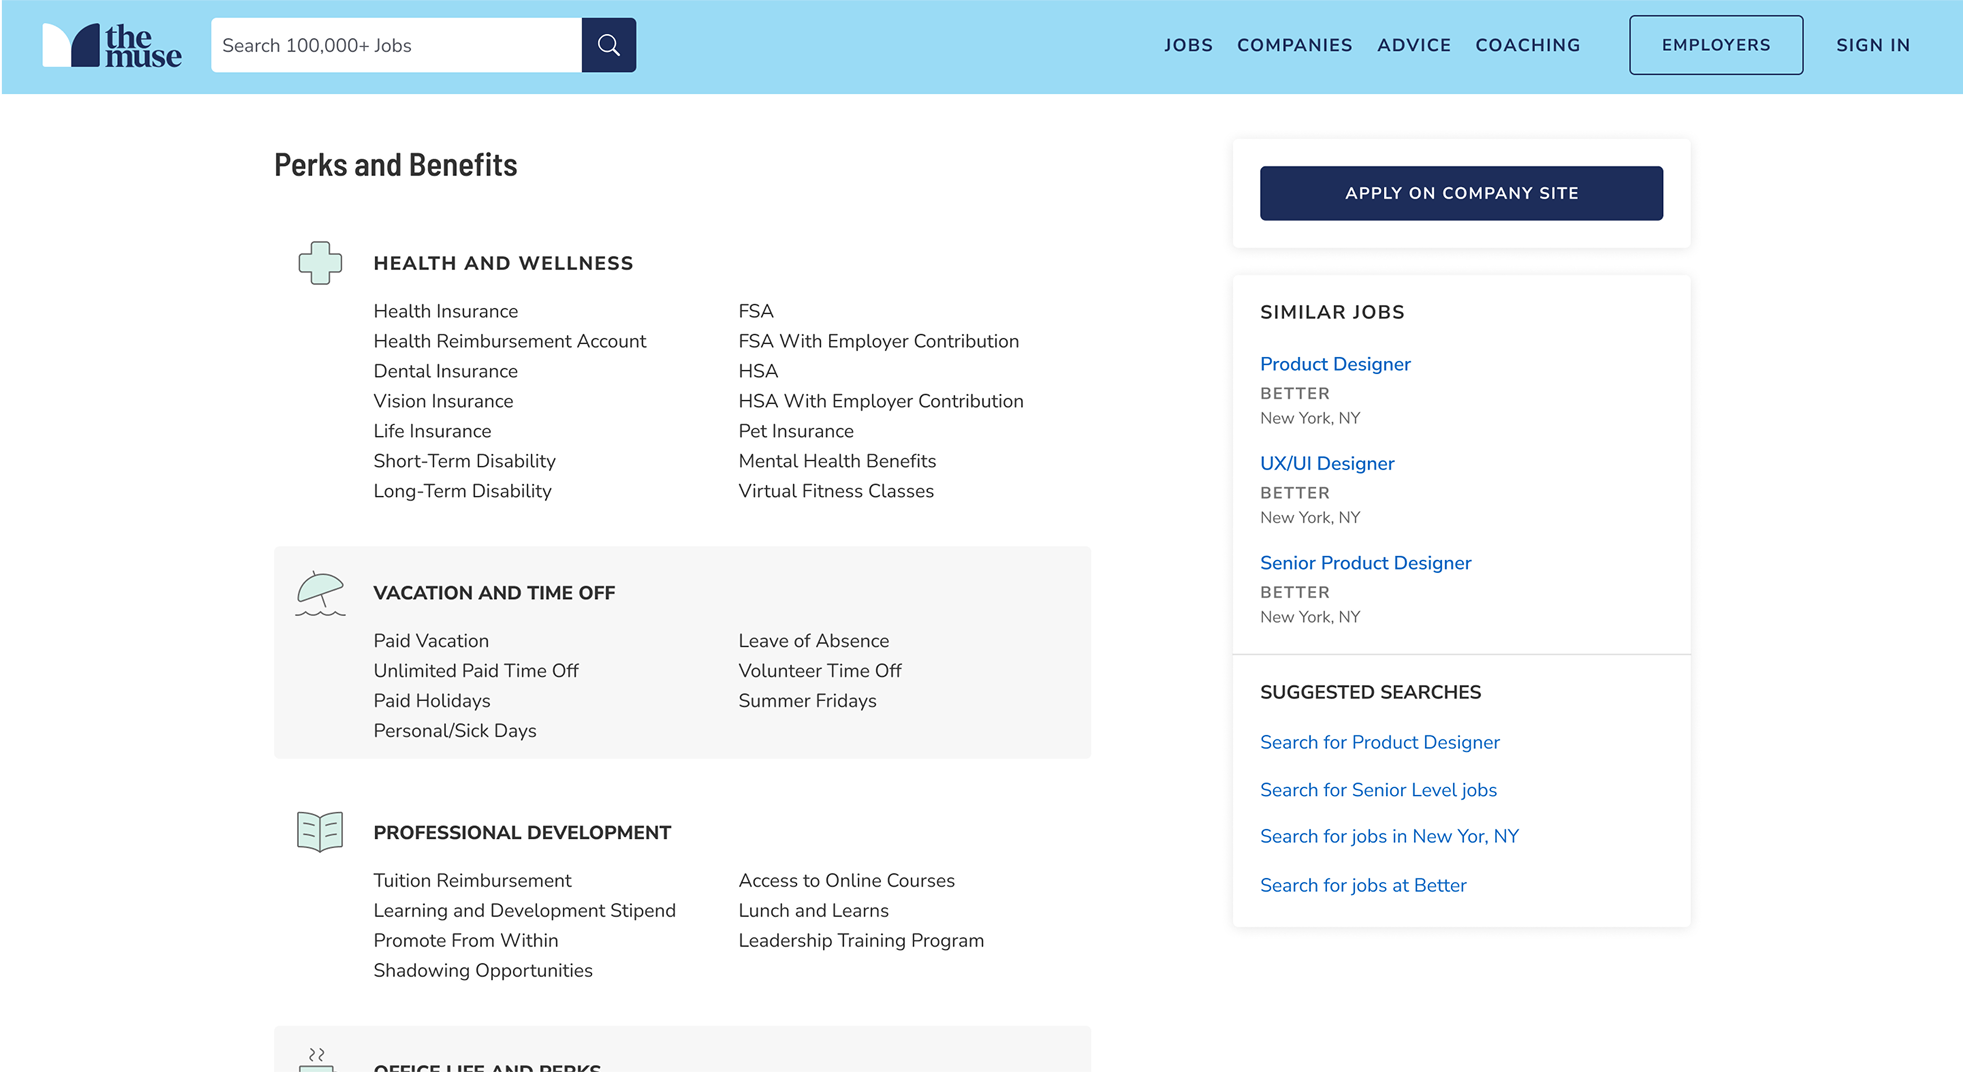 the muse
Search 100,000+ Jobs
JOBS COMPANIES ADVICE COACHING EMPLOYERS SIGN IN
Perks and Benefits
HEALTH AND WELLNESS
Health Insurance
Health Reimbursement Account
Dental Insurance
Vision Insurance
Life Insurance
Short-Term Disability
Long-Term Disability
FSA
FSA With Employer Contribution
HSA
HSA With Employer Contribution
Pet Insurance
Mental Health Benefits
Virtual Fitness Classes
VACATION AND TIME OFF
Paid Vacation
Unlimited Paid Time Off
Paid Holidays
Personal/Sick Days
Leave of Absence
Volunteer Time Off
Summer Fridays
PROFESSIONAL DEVELOPMENT
Tuition Reimbursement
Learning and Development Stipend
Promote From Within
Shadowing Opportunities
Access to Online Courses
Lunch and Learns
Leadership Training Program
OFFICE LIFE AND PERKS
APPLY ON COMPANY SITE
SIMILAR JOBS
Product Designer
BETTER
New York, NY
UX/UI Designer
BETTER
New York, NY
Senior Product Designer
BETTER
New York, NY
SUGGESTED SEARCHES
Search for Product Designer
Search for Senior Level jobs
Search for jobs in New Yor, NY
Search for jobs at Better